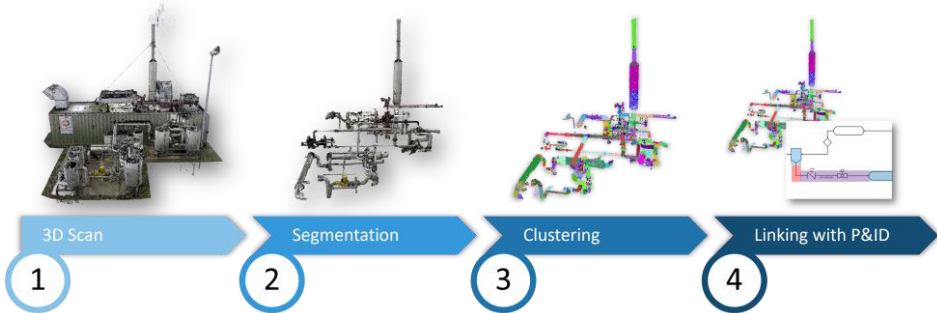 3D Scan
Segmentation
Clustering
Linking with P&ID
1
2
3
4